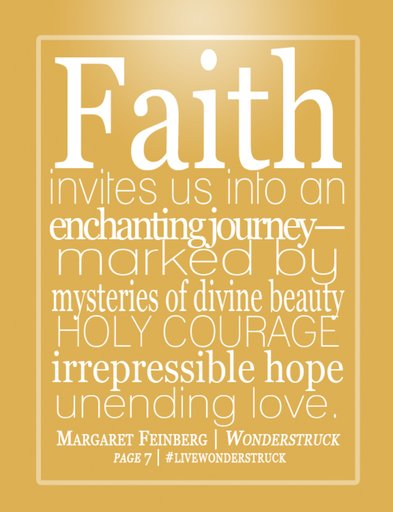 Faith
invites us into an
enchanting journey—
marked by
mysteries of divine beauty
HOLY COURAGE
irrepressible hope
unending love.
MARGARET FEINBERG | WONDERSTRUCK
PAGE 7 | #LIVEWONDERSTRUCK